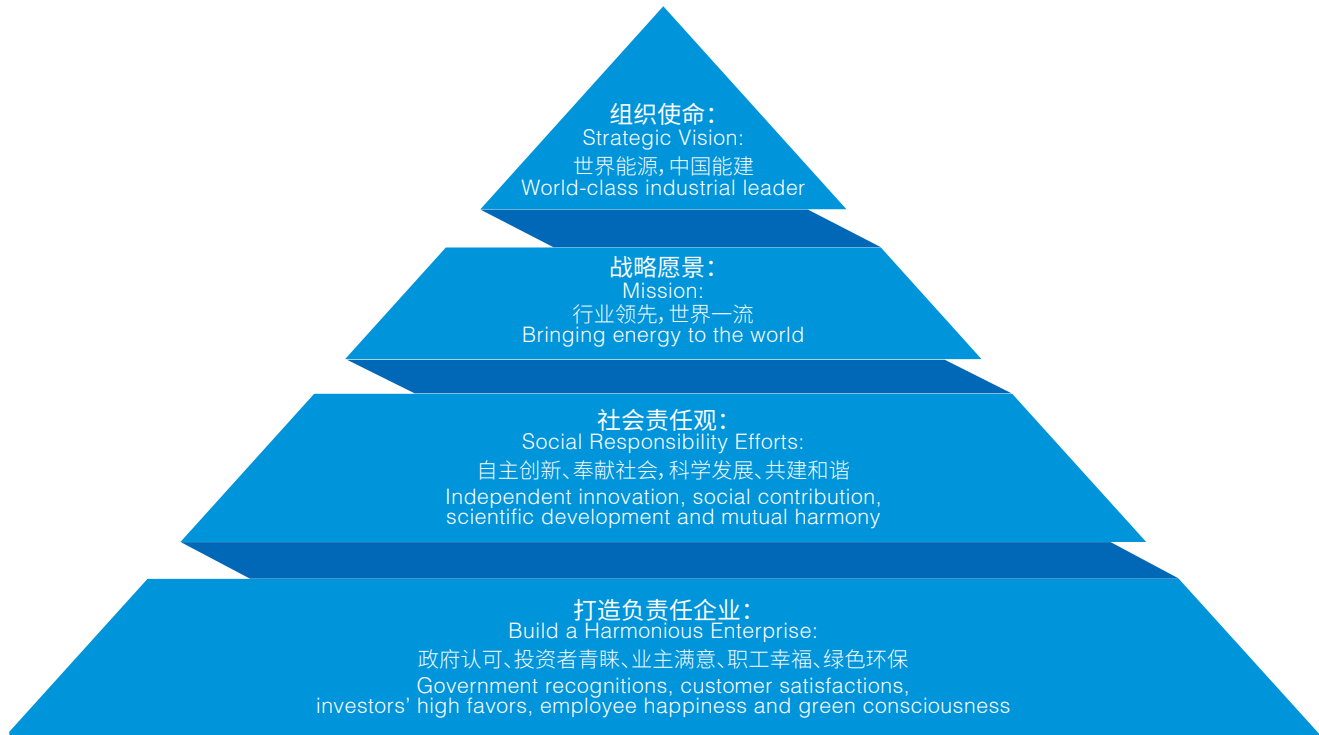 组织使命：
Strategic Vision:
世界能源，中国能建
World-class industrial leader
战略愿景：
Mission:
行业领先，世界一流
Bringing energy to the world
社会责任观：
Social Responsibility Efforts:
自主创新、奉献社会，科学发展、共建和谐
Independent innovation, social contribution,
scientific development and mutual harmony
打造负责任企业：
Build a Harmonious Enterprise:
政府认可、投资者青睐、业主满意、职工幸福、绿色环保
Government recognitions, customer satisfactions,
investors’ high favors, employee happiness and green consciousness